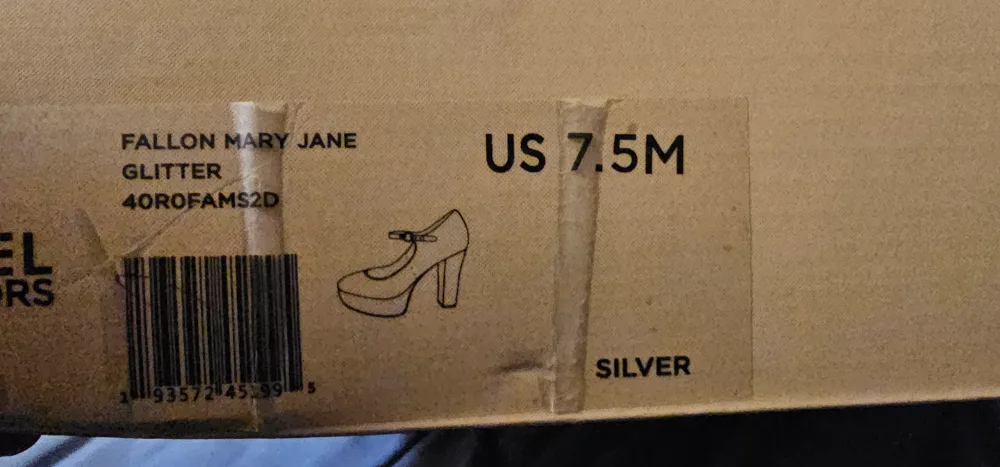 FALLON MARY JANE
GLITTER
40R0FAMS2D
US 7.5M
EL
ORS
SILVER